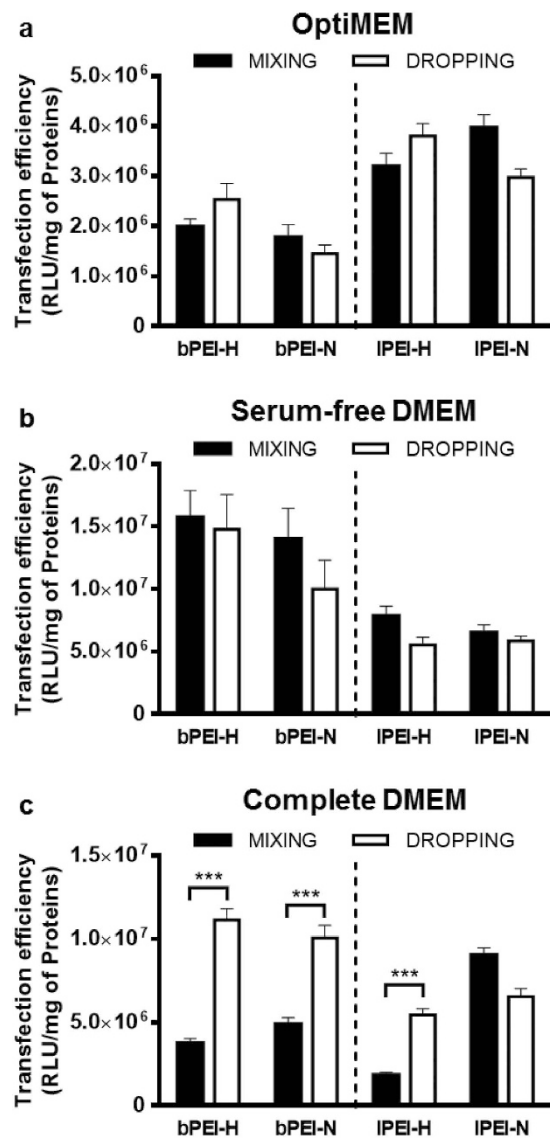 a
OptiMEM
MIXING DROPPING
Transfection efficiency
(RLU/mg of Proteins)
5.0×10⁶
4.0×10⁶
3.0×10⁶
2.0×10⁶
1.0×10⁶
0
bPEI-H bPEI-N lPEI-H lPEI-N
b
Serum-free DMEM
MIXING DROPPING
Transfection efficiency
(RLU/mg of Proteins)
2.0×10⁷
1.5×10⁷
1.0×10⁷
5.0×10⁶
0
bPEI-H bPEI-N lPEI-H lPEI-N
c
Complete DMEM
MIXING DROPPING
Transfection efficiency
(RLU/mg of Proteins)
1.5×10⁷
1.0×10⁷
5.0×10⁶
0
*** *** ***
bPEI-H bPEI-N lPEI-H lPEI-N